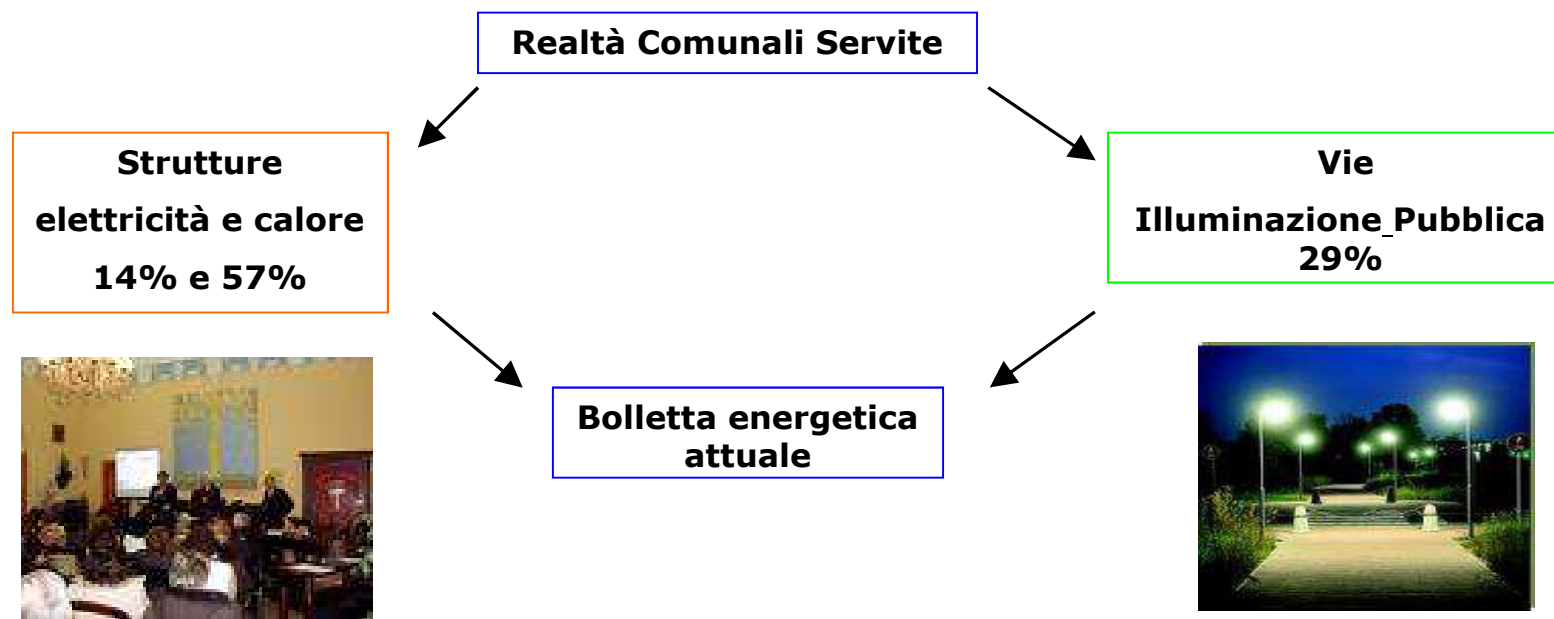 Realtà Comunali Servite
Strutture
elettricità e calore
14% e 57%
Vie
Illuminazione_Pubblica
29%
Bolletta energetica
attuale